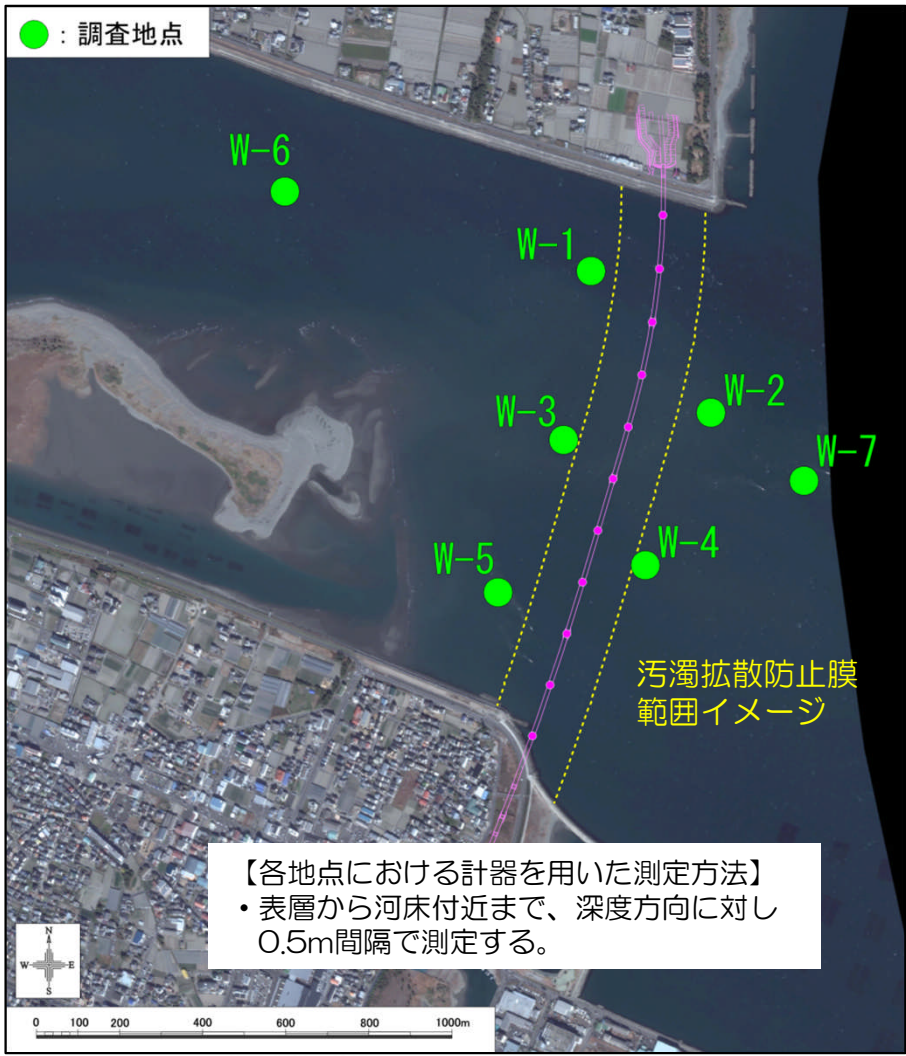 ：調査地点
W-6
W-1
W-2
W-3
W-7
W-4
W-5
汚濁拡散防止膜
範囲イメージ
【各地点における計器を用いた測定方法】
・表層から河床付近まで、深度方向に対し
0.5m間隔で測定する。
N
W E
S
0 100 200 400 600 800 1000m